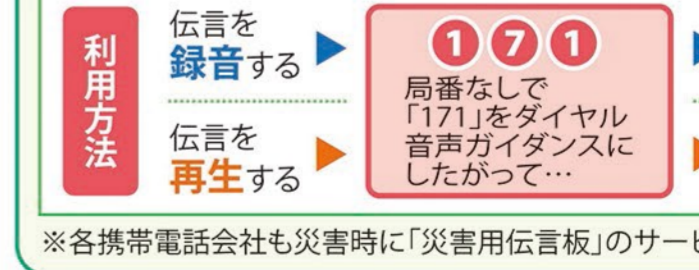 利用方法
伝言を
録音する
伝言を
再生する
171
局番なしで
「171」をダイヤル
音声ガイダンスに
したがって…
※各携帯電話会社も災害時に「災害用伝言板」のサー